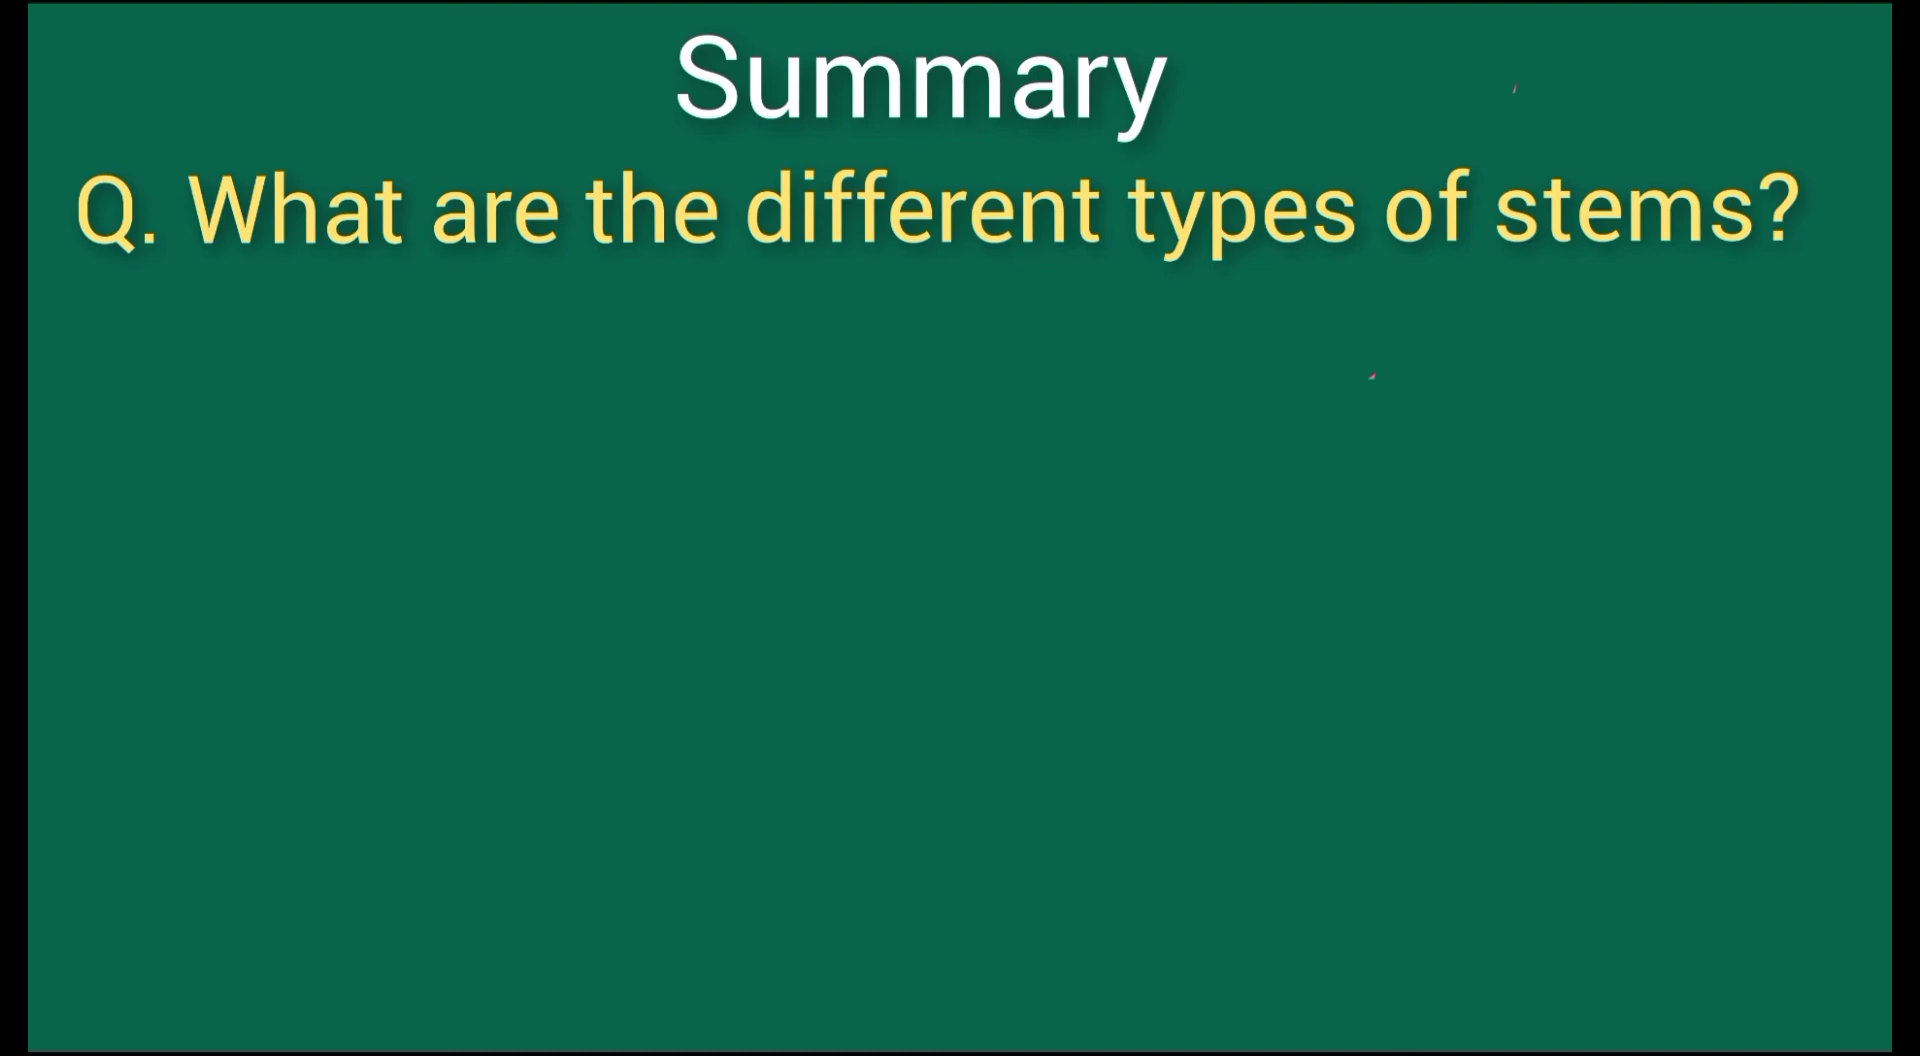 Summary
Q. What are the different types of stems?